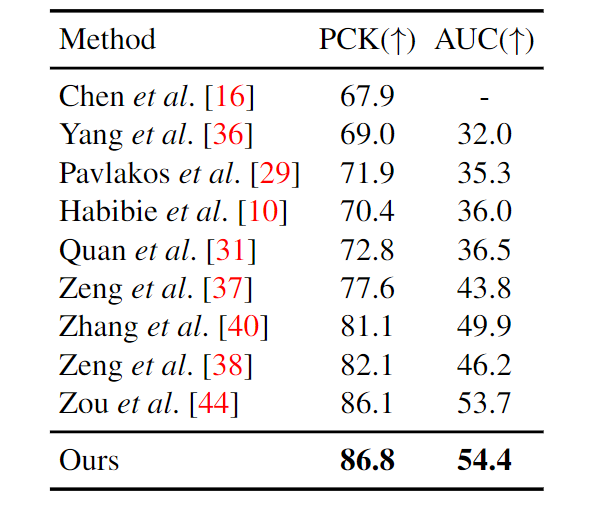 Method PCK(↑) AUC(↑)
Chen et al. [16] 67.9 -
Yang et al. [36] 69.0 32.0
Pavlakos et al. [29] 71.9 35.3
Habibie et al. [10] 70.4 36.0
Quan et al. [31] 72.8 36.5
Zeng et al. [37] 77.6 43.8
Zhang et al. [40] 81.1 49.9
Zeng et al. [38] 82.1 46.2
Zou et al. [44] 86.1 53.7
Ours 86.8 54.4